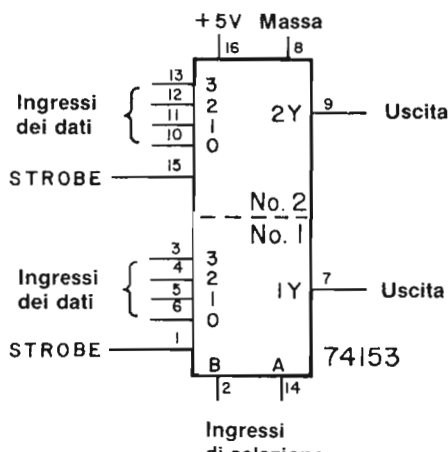 +5V Massa
16 8
13 3
Ingressi 12 2
dei dati 11 1
10 0
2Y 9 Uscita
STROBE 15
No. 2
No. 1
3 3
Ingressi 4 2
dei dati 5 1
6 0
1Y 7 Uscita
STROBE 1
B A 74153
2 14
Ingressi
di selezione